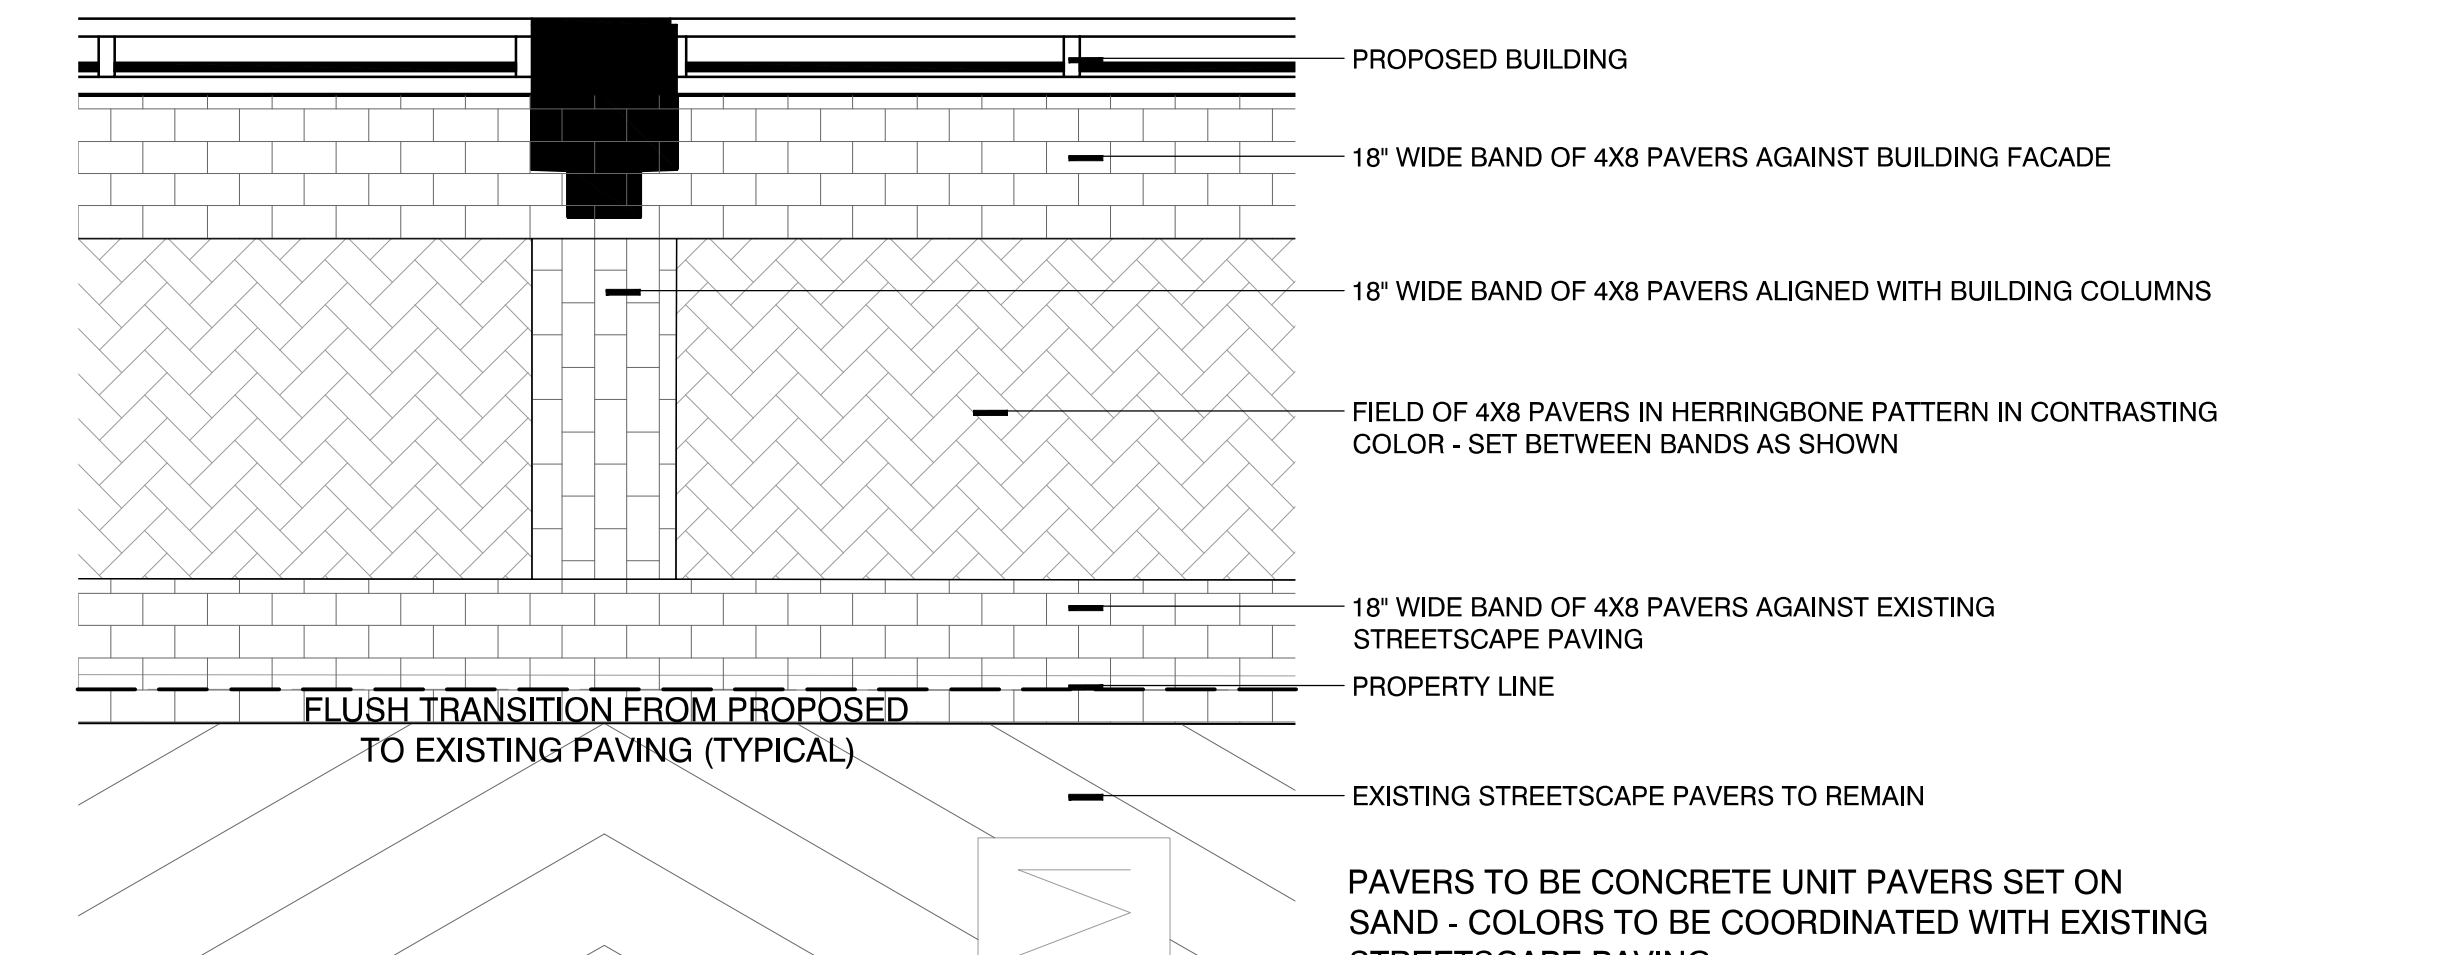 PROPOSED BUILDING
18" WIDE BAND OF 4X8 PAVERS AGAINST BUILDING FACADE
18" WIDE BAND OF 4X8 PAVERS ALIGNED WITH BUILDING COLUMNS
FIELD OF 4X8 PAVERS IN HERRINGBONE PATTERN IN CONTRASTING
COLOR - SET BETWEEN BANDS AS SHOWN
18" WIDE BAND OF 4X8 PAVERS AGAINST EXISTING
STREETSCAPE PAVING
PROPERTY LINE
FLUSH TRANSITION FROM PROPOSED
TO EXISTING PAVING (TYPICAL)
EXISTING STREETSCAPE PAVERS TO REMAIN
PAVERS TO BE CONCRETE UNIT PAVERS SET ON
SAND - COLORS TO BE COORDINATED WITH EXISTING
STREETSCAPE PAVING